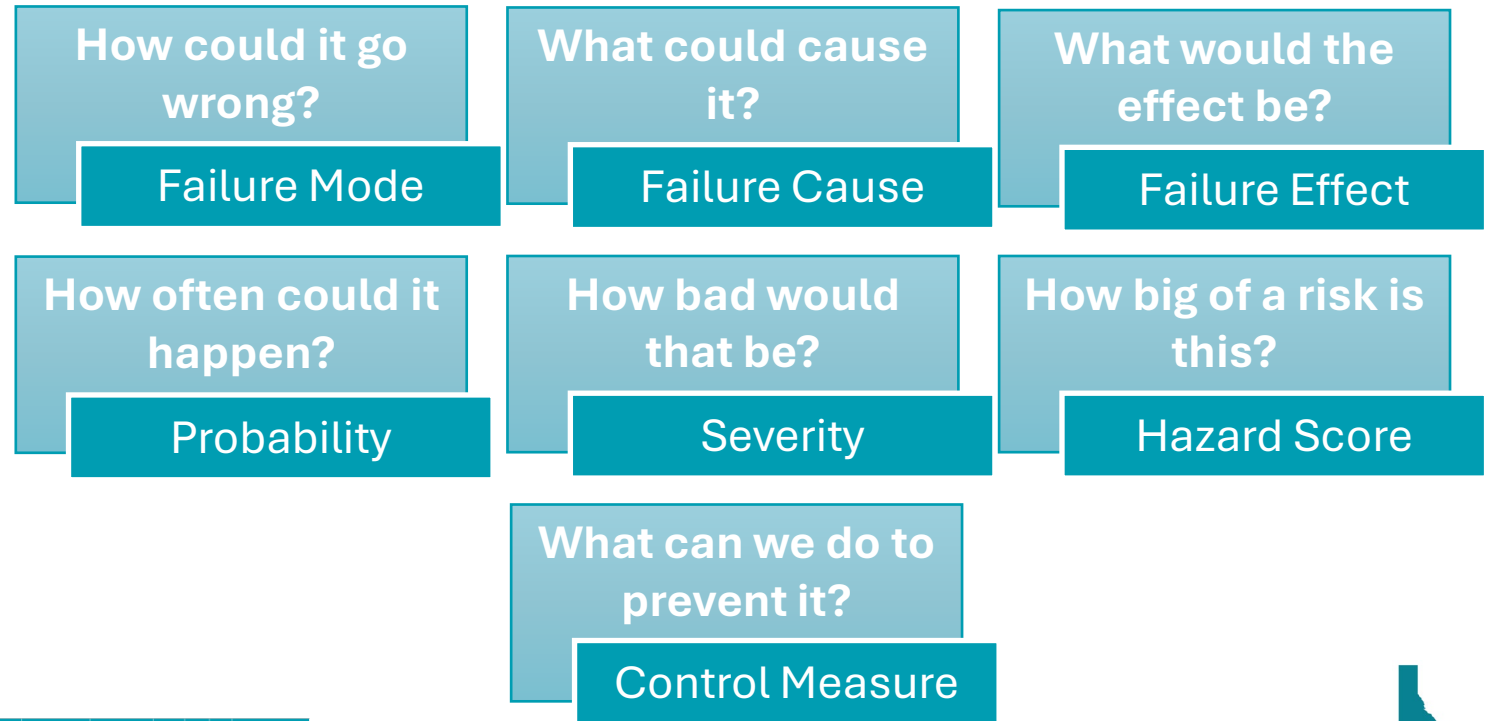 How could it go
wrong?
Failure Mode
What could cause
it?
Failure Cause
What would the
effect be?
Failure Effect
How often could it
happen?
Probability
How bad would
that be?
Severity
How big of a risk is
this?
Hazard Score
What can we do to
prevent it?
Control Measure